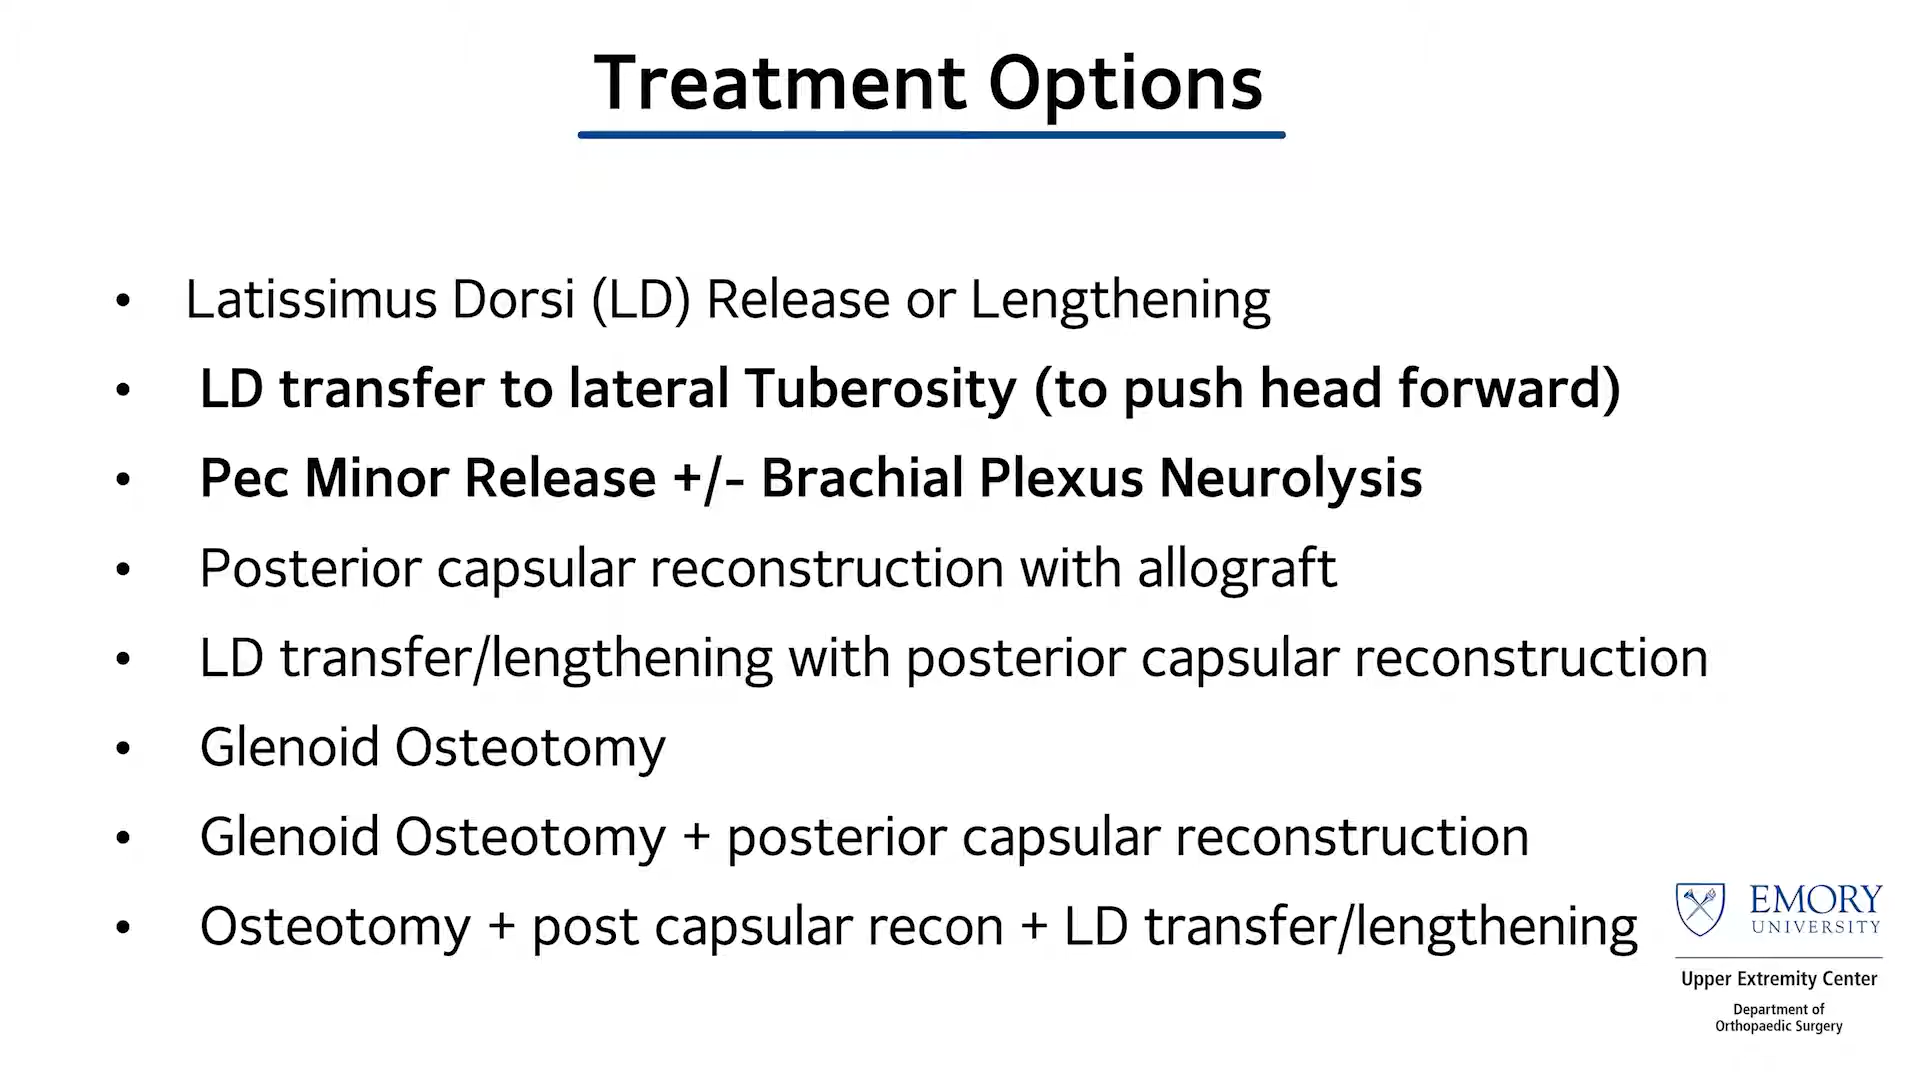 Treatment Options
• Latissimus Dorsi (LD) Release or Lengthening
• LD transfer to lateral Tuberosity (to push head forward)
• Pec Minor Release +/- Brachial Plexus Neurolysis
• Posterior capsular reconstruction with allograft
• LD transfer/lengthening with posterior capsular reconstruction
• Glenoid Osteotomy
• Glenoid Osteotomy + posterior capsular reconstruction
• Osteotomy + post capsular recon + LD transfer/lengthening
EMORY
UNIVERSITY
Upper Extremity Center
Department of
Orthopaedic Surgery